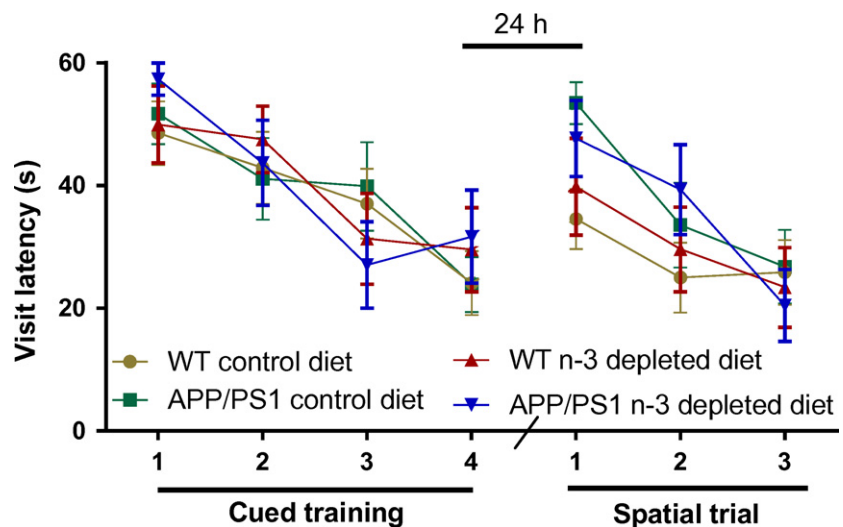 24 h
60
40
20
0
Visit latency (s)
WT control diet
APP/PS1 control diet
WT n-3 depleted diet
APP/PS1 n-3 depleted diet
1 2 3 4 1 2 3
Cued training Spatial trial